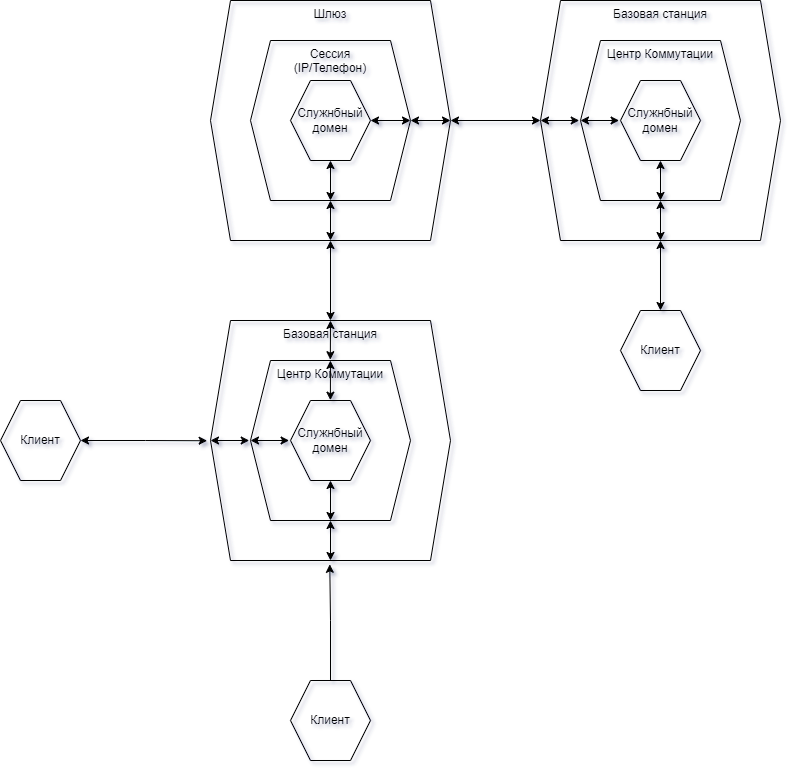 Шлюз
Сессия
(IP/Телефон)
Служнбный
домен
Базовая станция
Центр Коммутации
Служнбный
домен
Клиент
Базовая станция
Центр Коммутации
Служнбный
домен
Клиент
Клиент